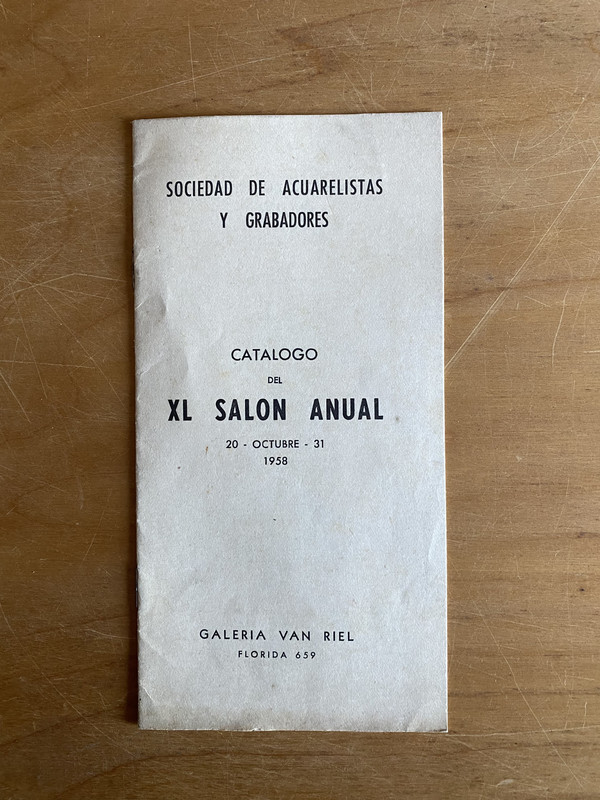 SOCIEDAD DE ACUARELISTAS
Y GRABADORES
CATALOGO
DEL
XL SALON ANUAL
20 - OCTUBRE - 31
1958
GALERIA VAN RIEL
FLORIDA 659